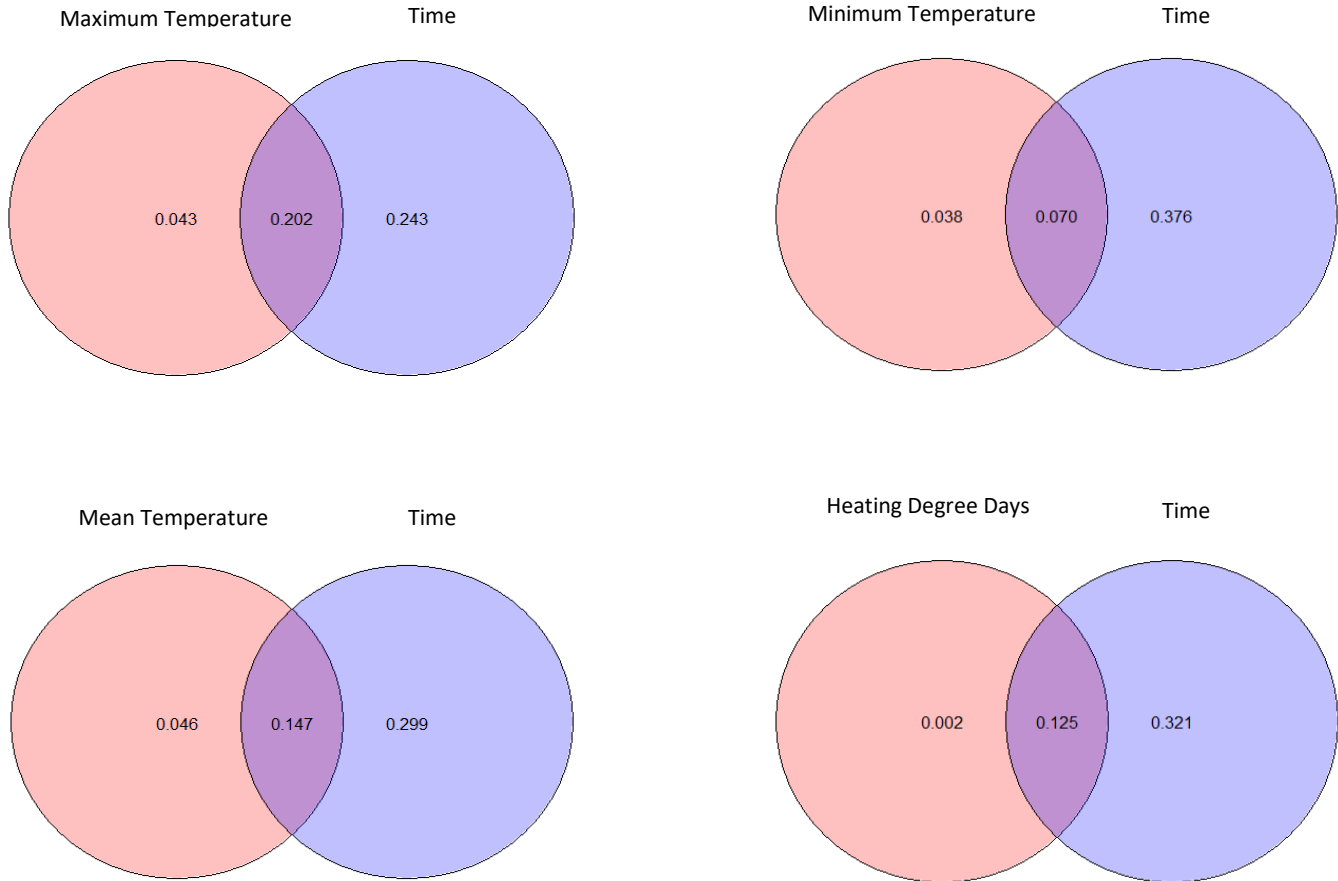 Maximum Temperature Time
0.043 0.202 0.243
Minimum Temperature Time
0.038 0.070 0.376
Mean Temperature Time
0.046 0.147 0.299
Heating Degree Days Time
0.002 0.125 0.321